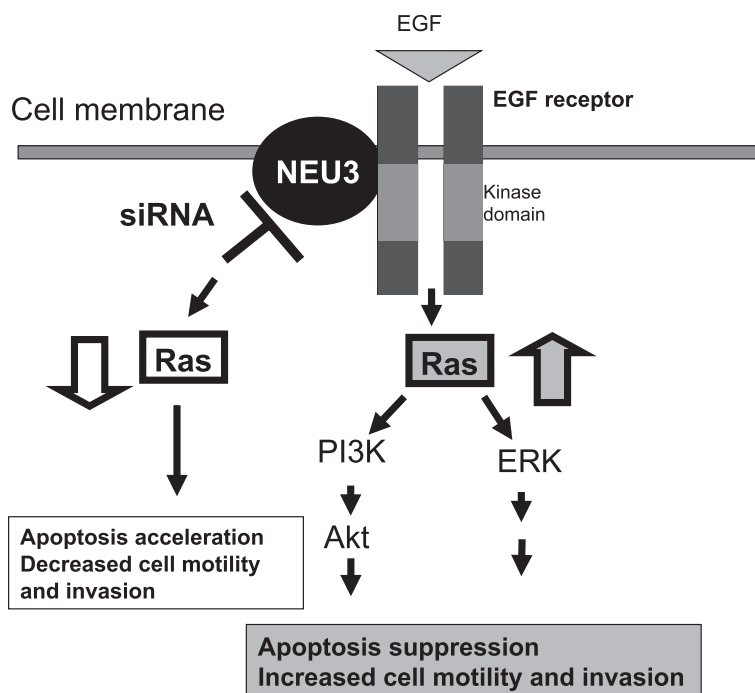 EGF
Cell membrane
EGF receptor
NEU3
Kinase
domain
siRNA
Ras
Ras
PI3K
ERK
Akt
Apoptosis acceleration
Decreased cell motility
and invasion
Apoptosis suppression
Increased cell motility and invasion